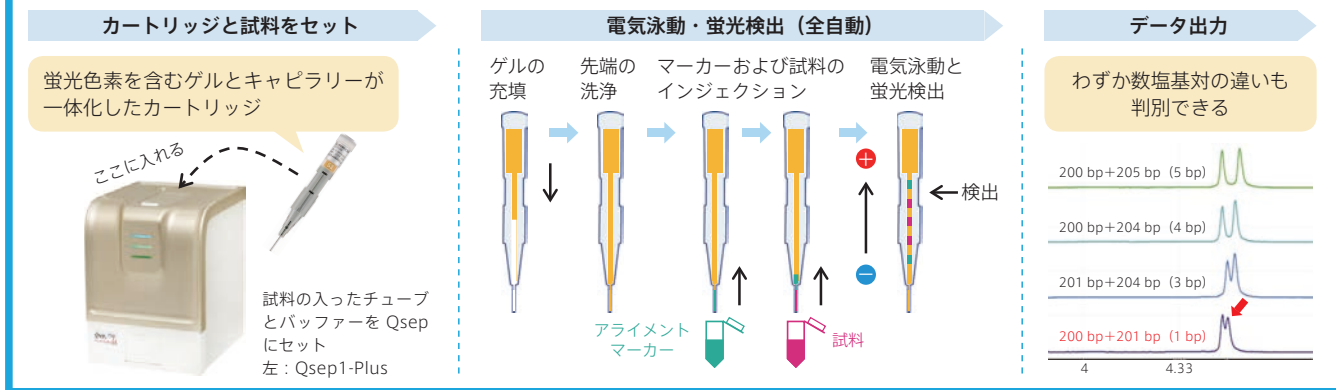 カートリッジと試料をセット
蛍光色素を含むゲルとキャピラリーが
一体化したカートリッジ
ここに入れる
試料の入ったチューブ
とバッファーを Qsep
にセット
左：Qsep1-Plus
電気泳動・蛍光検出（全自動）
ゲルの
充填
先端の
洗浄
マーカーおよび試料の
インジェクション
電気泳動と
蛍光検出
+
検出
−
アライメント
マーカー
試料
データ出力
わずか数塩基対の違いも
判別できる
200 bp+205 bp（5 bp）
200 bp+204 bp（4 bp）
201 bp+204 bp（3 bp）
200 bp+201 bp（1 bp）
4 4.33